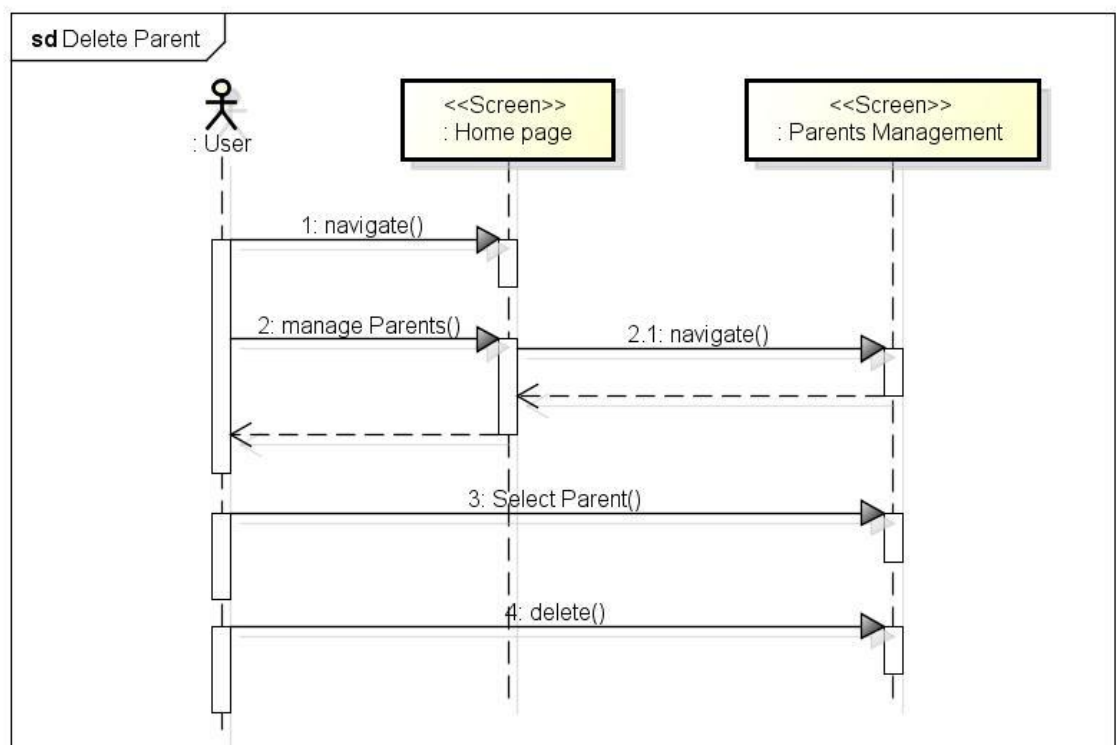 sd Delete Parent
: User
<<Screen>>
: Home page
<<Screen>>
: Parents Management
1: navigate()
2: manage Parents()
2.1: navigate()
3: Select Parent()
4: delete()